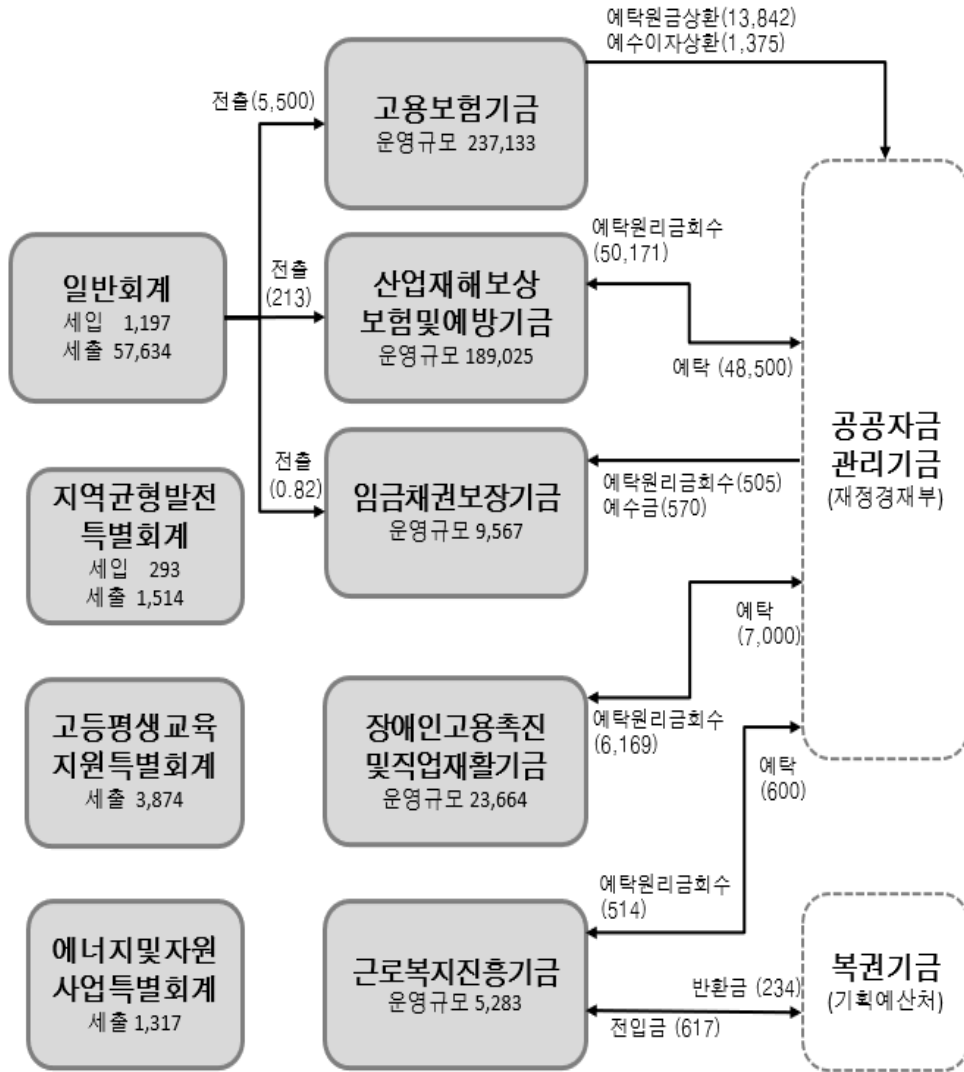 예탁원금상환(13,842)
예수이자상환(1,375)
전출(5,500)
고용보험기금
운영규모 237,133
예탁원리금회수
(50,171)
일반회계
세입 1,197
세출 57,634
전출
(213)
산업재해보상
보험및예방기금
운영규모 189,025
예탁 (48,500)
공공자금
관리기금
(재정경재부)
지역균형발전
특별회계
세입 293
세출 1,514
전출
(0.82)
임금채권보장기금
운영규모 9,567
예탁원리금회수(505)
예수금(570)
예탁
(7,000)
고등평생교육
지원특별회계
세출 3,874
장애인고용촉진
및직업재활기금
운영규모 23,664
예탁원리금회수
(6,169)
예탁
(600)
예탁원리금회수
(514)
에너지및자원
사업특별회계
세출 1,317
근로복지진흥기금
운영규모 5,283
반환금 (234)
전입금 (617)
복권기금
(기획예산처)